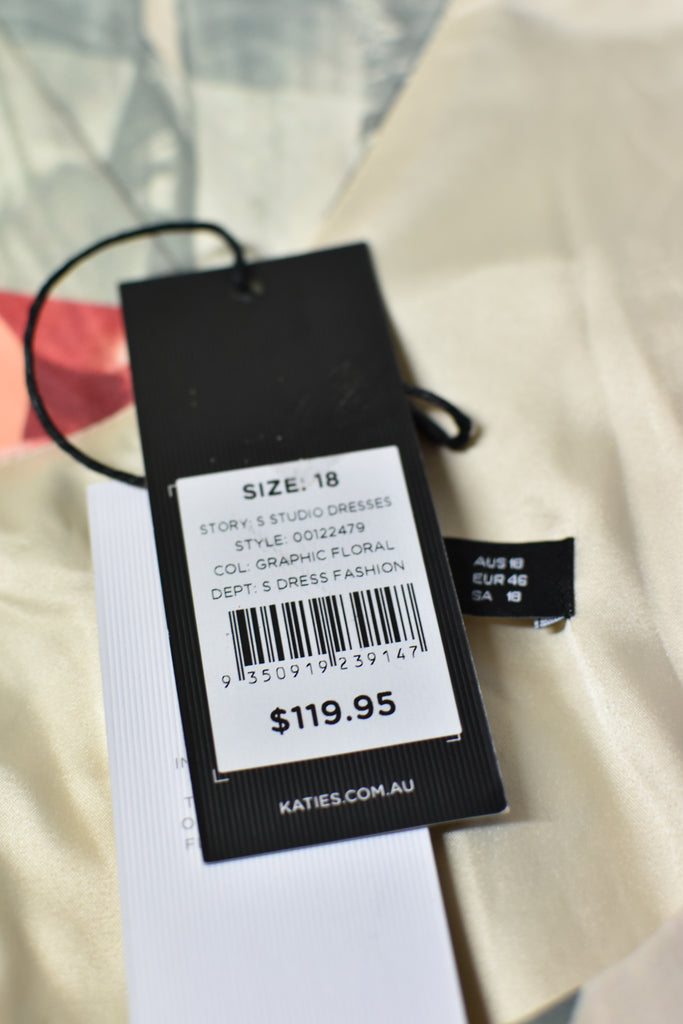 SIZE: 18
STORY: S STUDIO DRESSES
STYLE: 00122479
COL: GRAPHIC FLORAL
DEPT: S DRESS FASHION
9 350919 239147
$119.95
KATIES.COM.AU
AUS 18
EUR 46
SA 18